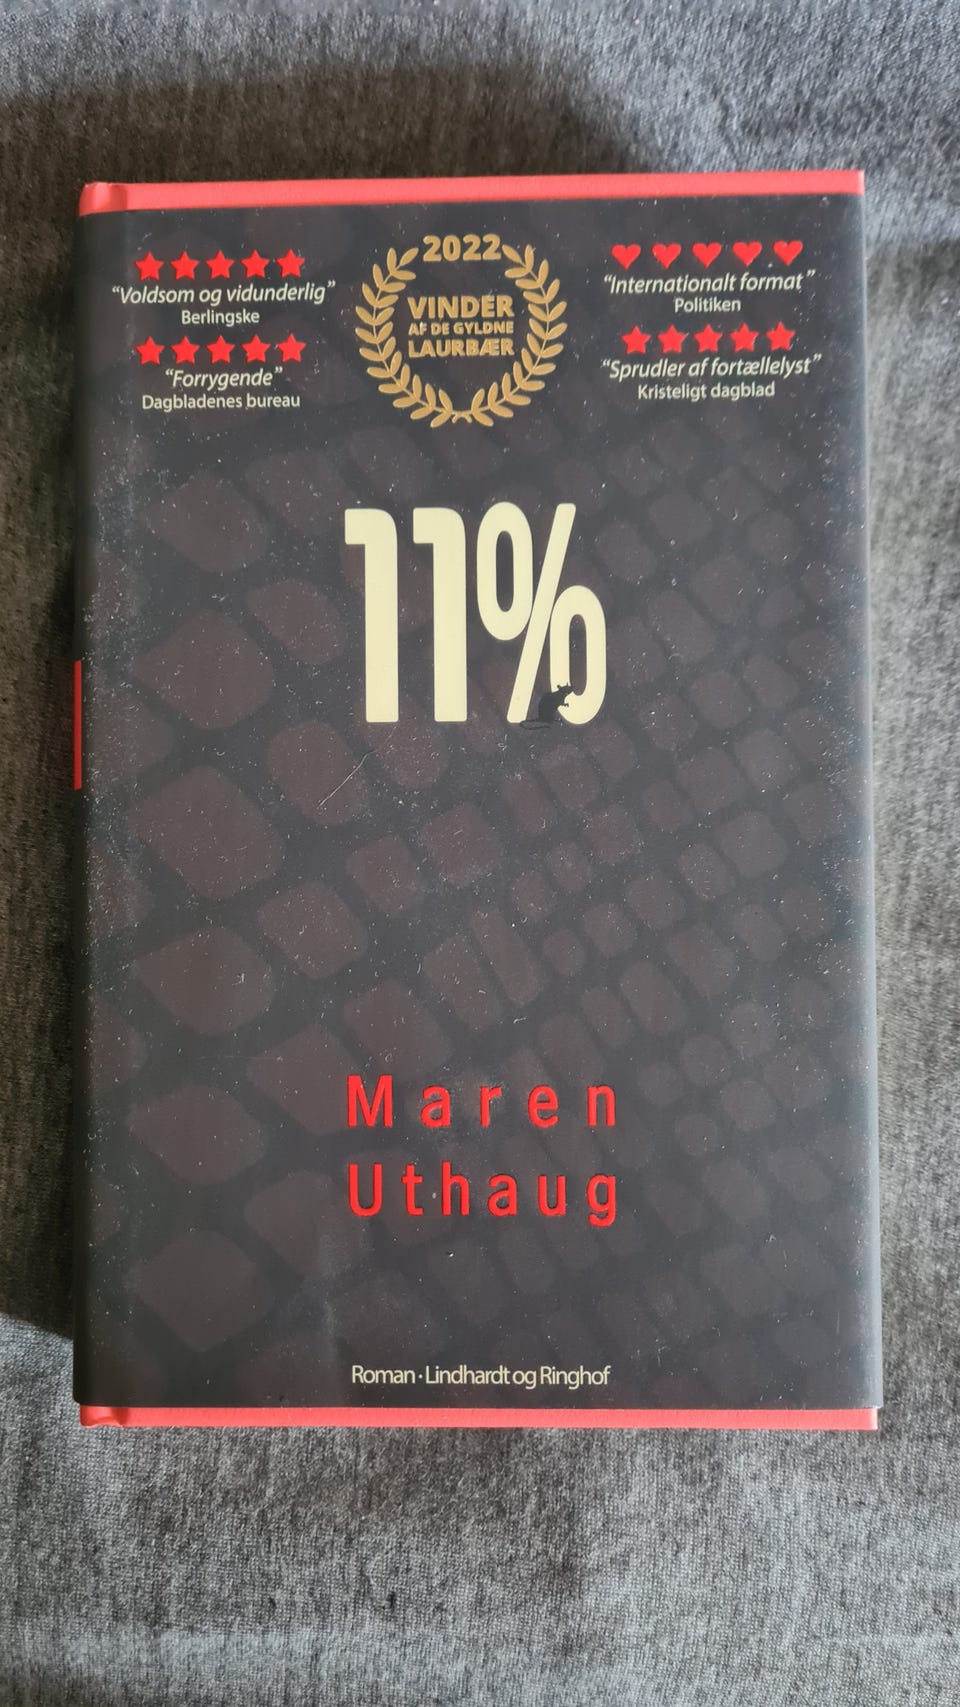 "Voldsom og vidunderlig"
Berlingske
"Forrygende"
Dagbladenes bureau
2022
VINDER
AF DE GYLDNE
LAURBÆR
"Internationalt format"
Politiken
"Sprudler af fortællelyst"
Kristeligt dagblad
11%
Maren
Uthaug
Roman · Lindhardt og Ringhof